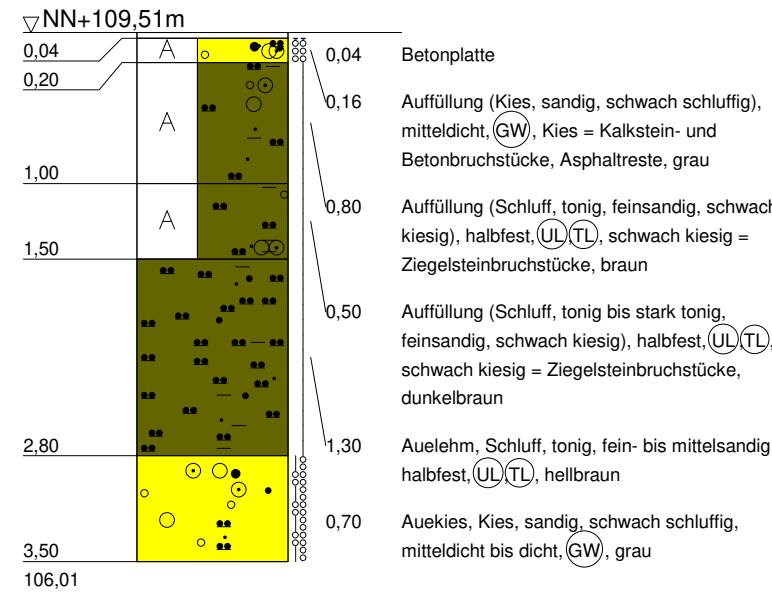 NN+109,51m
0,04
0,04 Betonplatte
0,20
A
0,16 Auffüllung (Kies, sandig, schwach schluffig),
mitteldicht, GW, Kies = Kalkstein- und
Betonbruchstücke, Asphaltreste, grau
A
1,00
0,80 Auffüllung (Schluff, tonig, feinsandig, schwach
kiesig), halbfest, UL, TL, schwach kiesig =
Ziegelsteinbruchstücke, braun
A
1,50
0,50 Auffüllung (Schluff, tonig bis stark tonig,
feinsandig, schwach kiesig), halbfest, UL, TL,
schwach kiesig = Ziegelsteinbruchstücke,
dunkelbraun
2,80
1,30 Auelehm, Schluff, tonig, fein- bis mittelsandig
halbfest, UL, TL, hellbraun
0,70 Auekies, Kies, sandig, schwach schluffig,
mitteldicht bis dicht, GW, grau
3,50
106,01